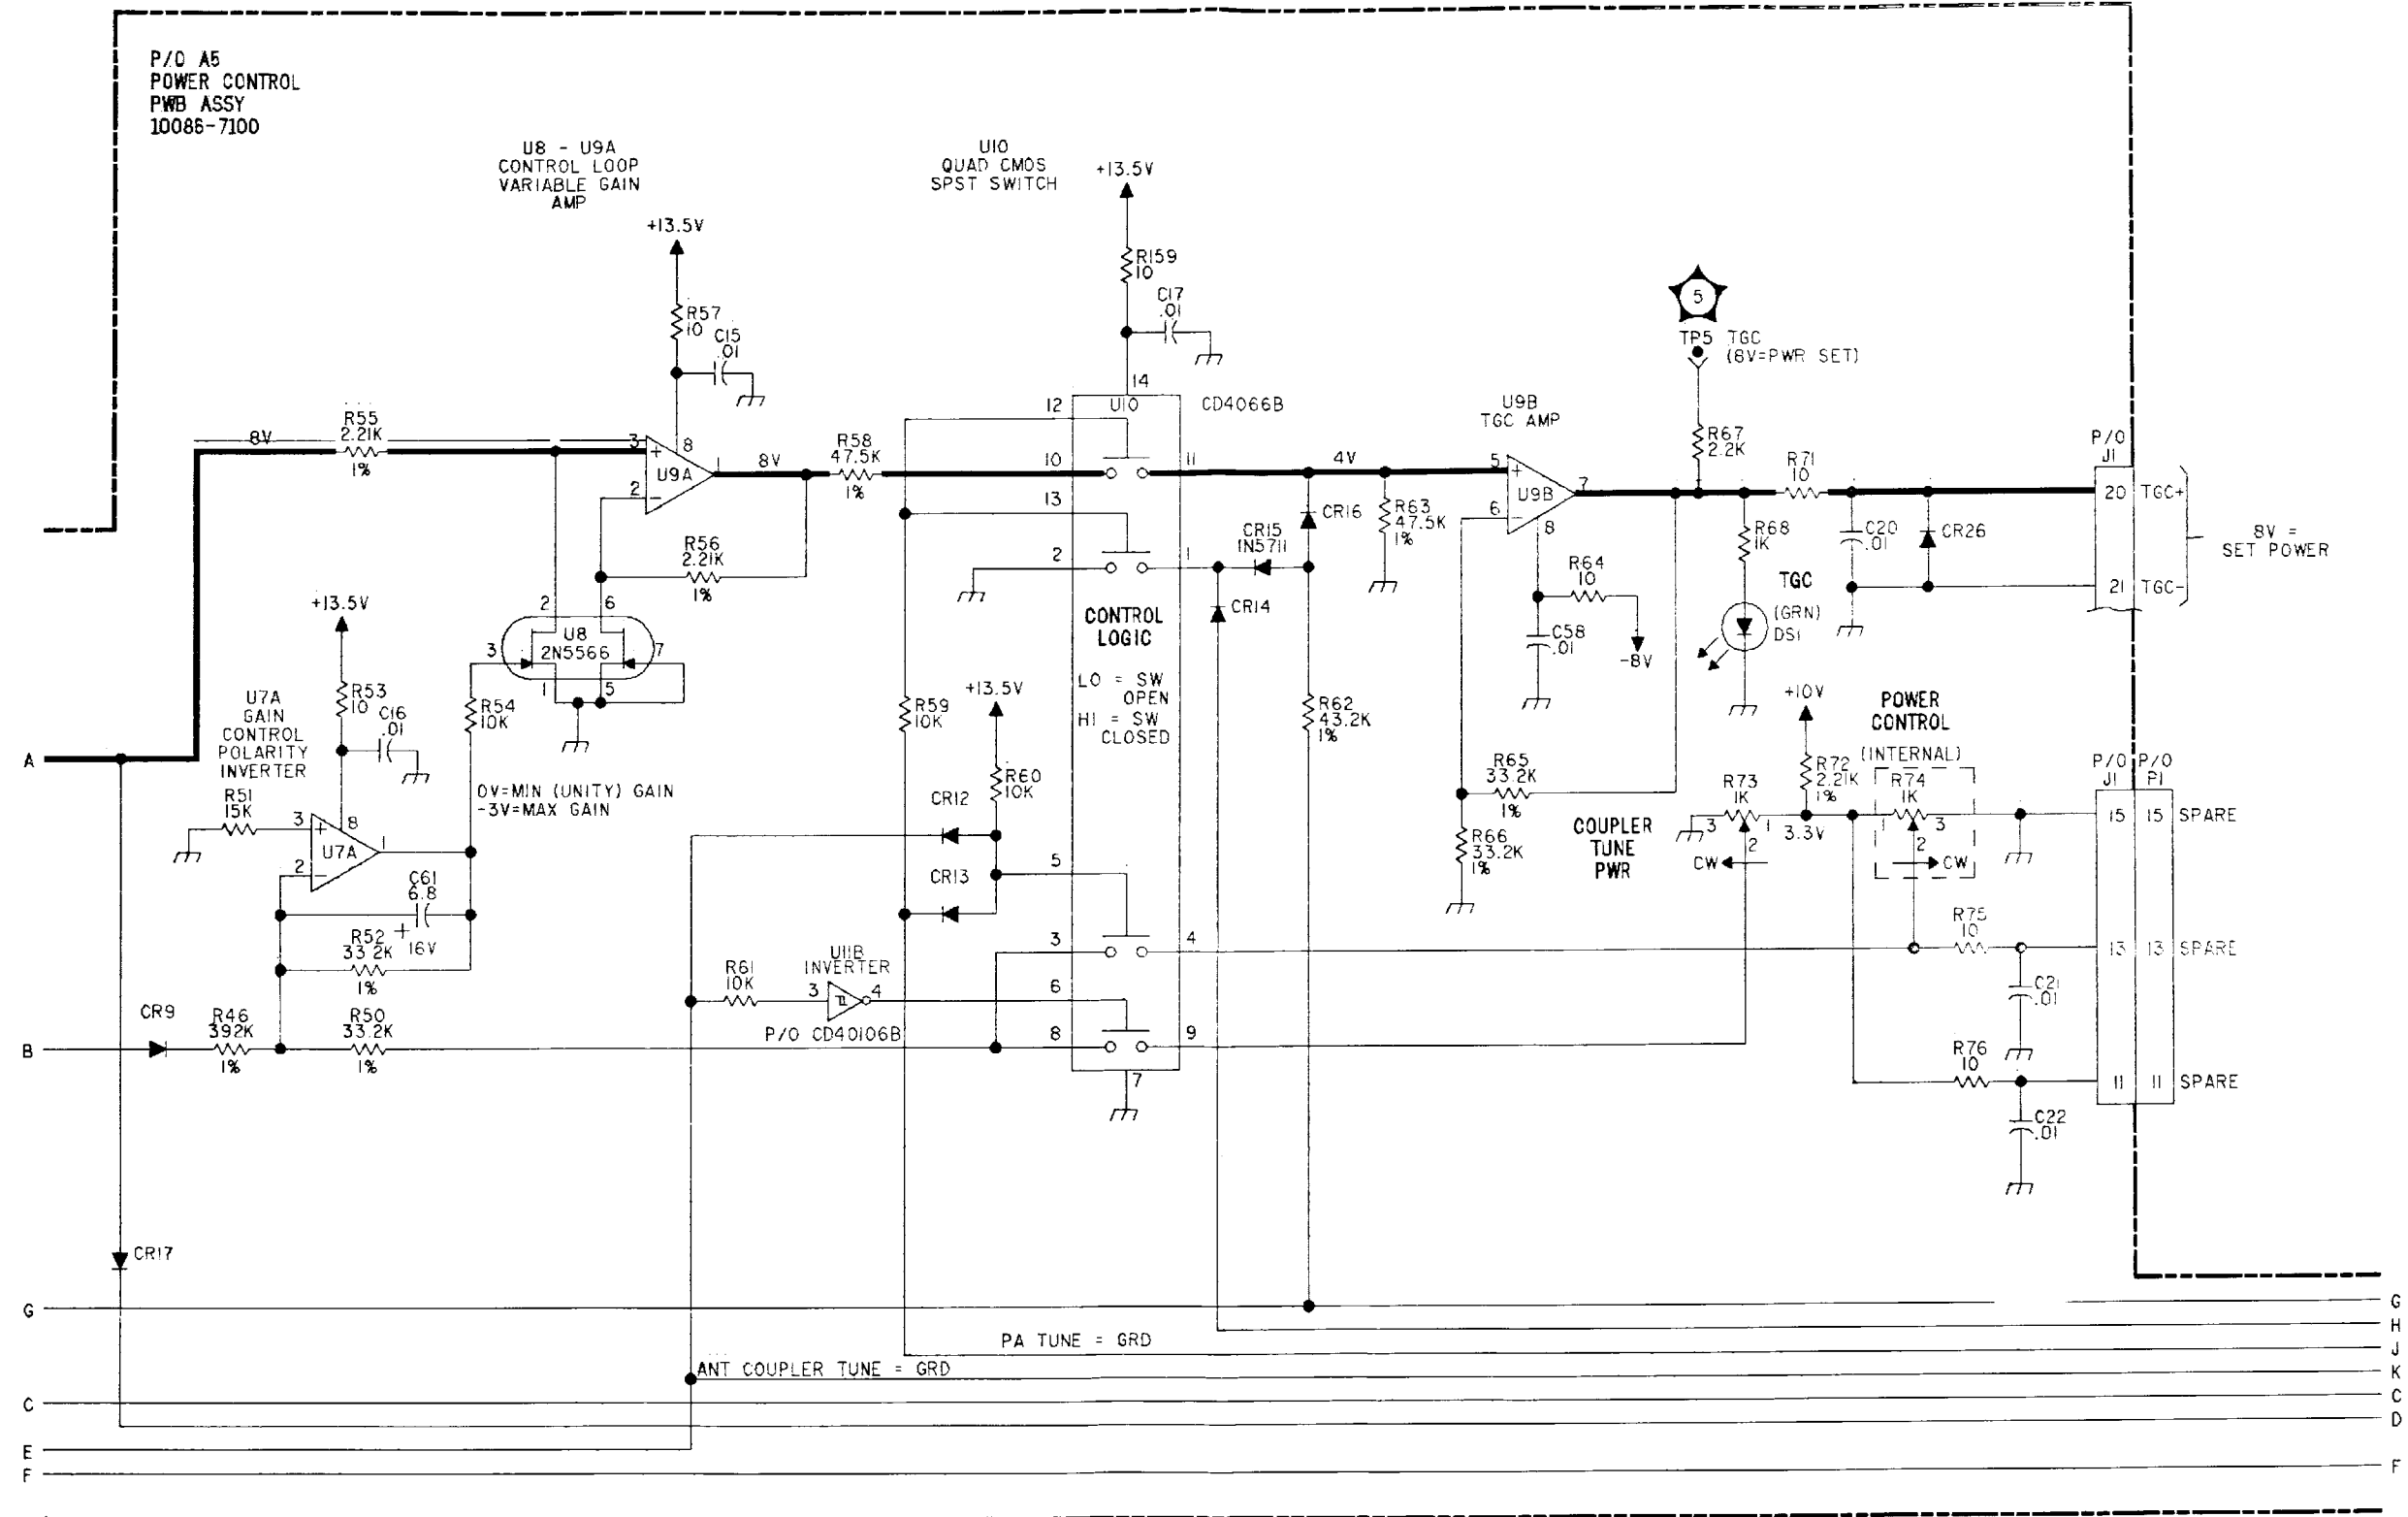 P/O A5
POWER CONTROL
PWB ASSY
10086-7100
U8 - U9A
CONTROL LOOP
VARIABLE GAIN
AMP
+13.5V
R57
10
C15
.01
U10
QUAD CMOS
SPST SWITCH
+13.5V
R159
10
C17
.01
14
12
U10
CD4066B
5
TP5
TGC
(8V=PWR SET)
8V
R55
2.21K
1%
3
+
8
U9A
1
2
-
8V
R58
47.5K
1%
10
11
4V
U9B
TGC AMP
5
+
U9B
7
6
-
8
R67
2.2K
R71
10
P/O
J1
20
TGC+
21
TGC-
8V =
SET POWER
R56
2.21K
1%
13
2
1
CR15
1N5711
CR16
R63
47.5K
1%
CR14
R68
1K
C20
.01
CR26
R64
10
C58
.01
-8V
TGC
(GRN)
DS1
2
6
U8
2N5566
3
7
1
5
CONTROL
LOGIC
LO = SW
OPEN
HI = SW
CLOSED
+13.5V
U7A
GAIN
CONTROL
POLARITY
INVERTER
R53
10
C16
.01
R54
10K
R59
10K
+13.5V
R60
10K
R62
43.2K
1%
+10V
POWER
CONTROL
(INTERNAL)
A
R51
15K
3
+
8
U7A
1
2
-
0V=MIN (UNITY) GAIN
-3V=MAX GAIN
CR12
CR13
5
R65
33.2K
1%
R66
33.2K
1%
COUPLER
TUNE
PWR
R73
1K
3
1
2
CW
3.3V
R72
2.21K
1%
R74
1K
1
3
2
CW
P/O
J1
P/O
P1
15
15
SPARE
C61
6.8
+
16V
R52
33.2K
1%
3
4
R75
10
13
13
SPARE
R61
10K
U11B
INVERTER
3
4
P/O CD40106B
6
8
9
7
C21
.01
R76
10
11
11
SPARE
C22
.01
B
CR9
R46
392K
1%
R50
33.2K
1%
CR17
G
G
H
PA TUNE = GRD
J
ANT COUPLER TUNE = GRD
K
C
C
D
E
F
F